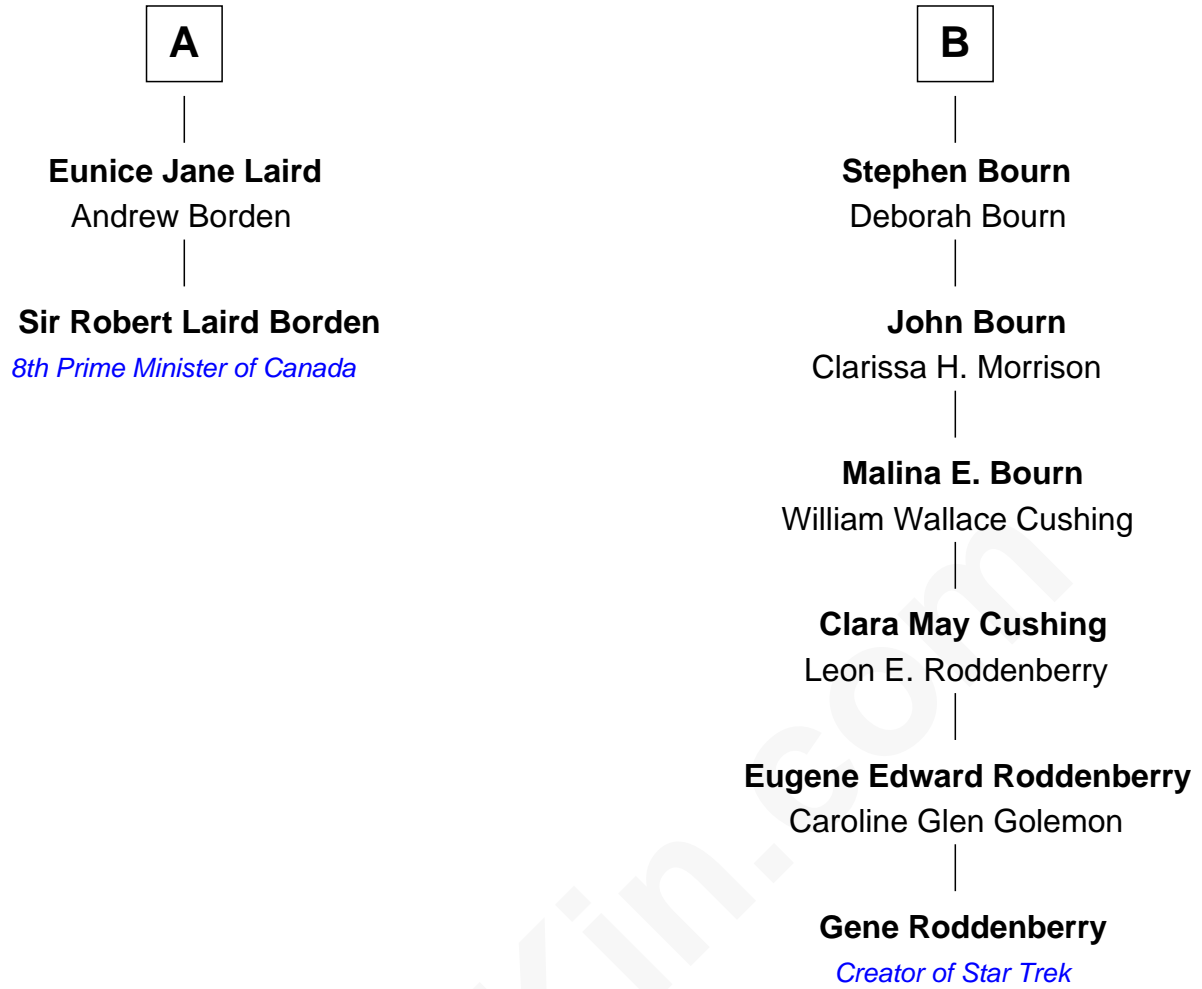 A
Eunice Jane Laird
Andrew Borden
Sir Robert Laird Borden
8th Prime Minister of Canada
B
Stephen Bourn
Deborah Bourn
John Bourn
Clarissa H. Morrison
Malina E. Bourn
William Wallace Cushing
Clara May Cushing
Leon E. Roddenberry
Eugene Edward Roddenberry
Caroline Glen Golemon
Gene Roddenberry
Creator of Star Trek
Kin.com